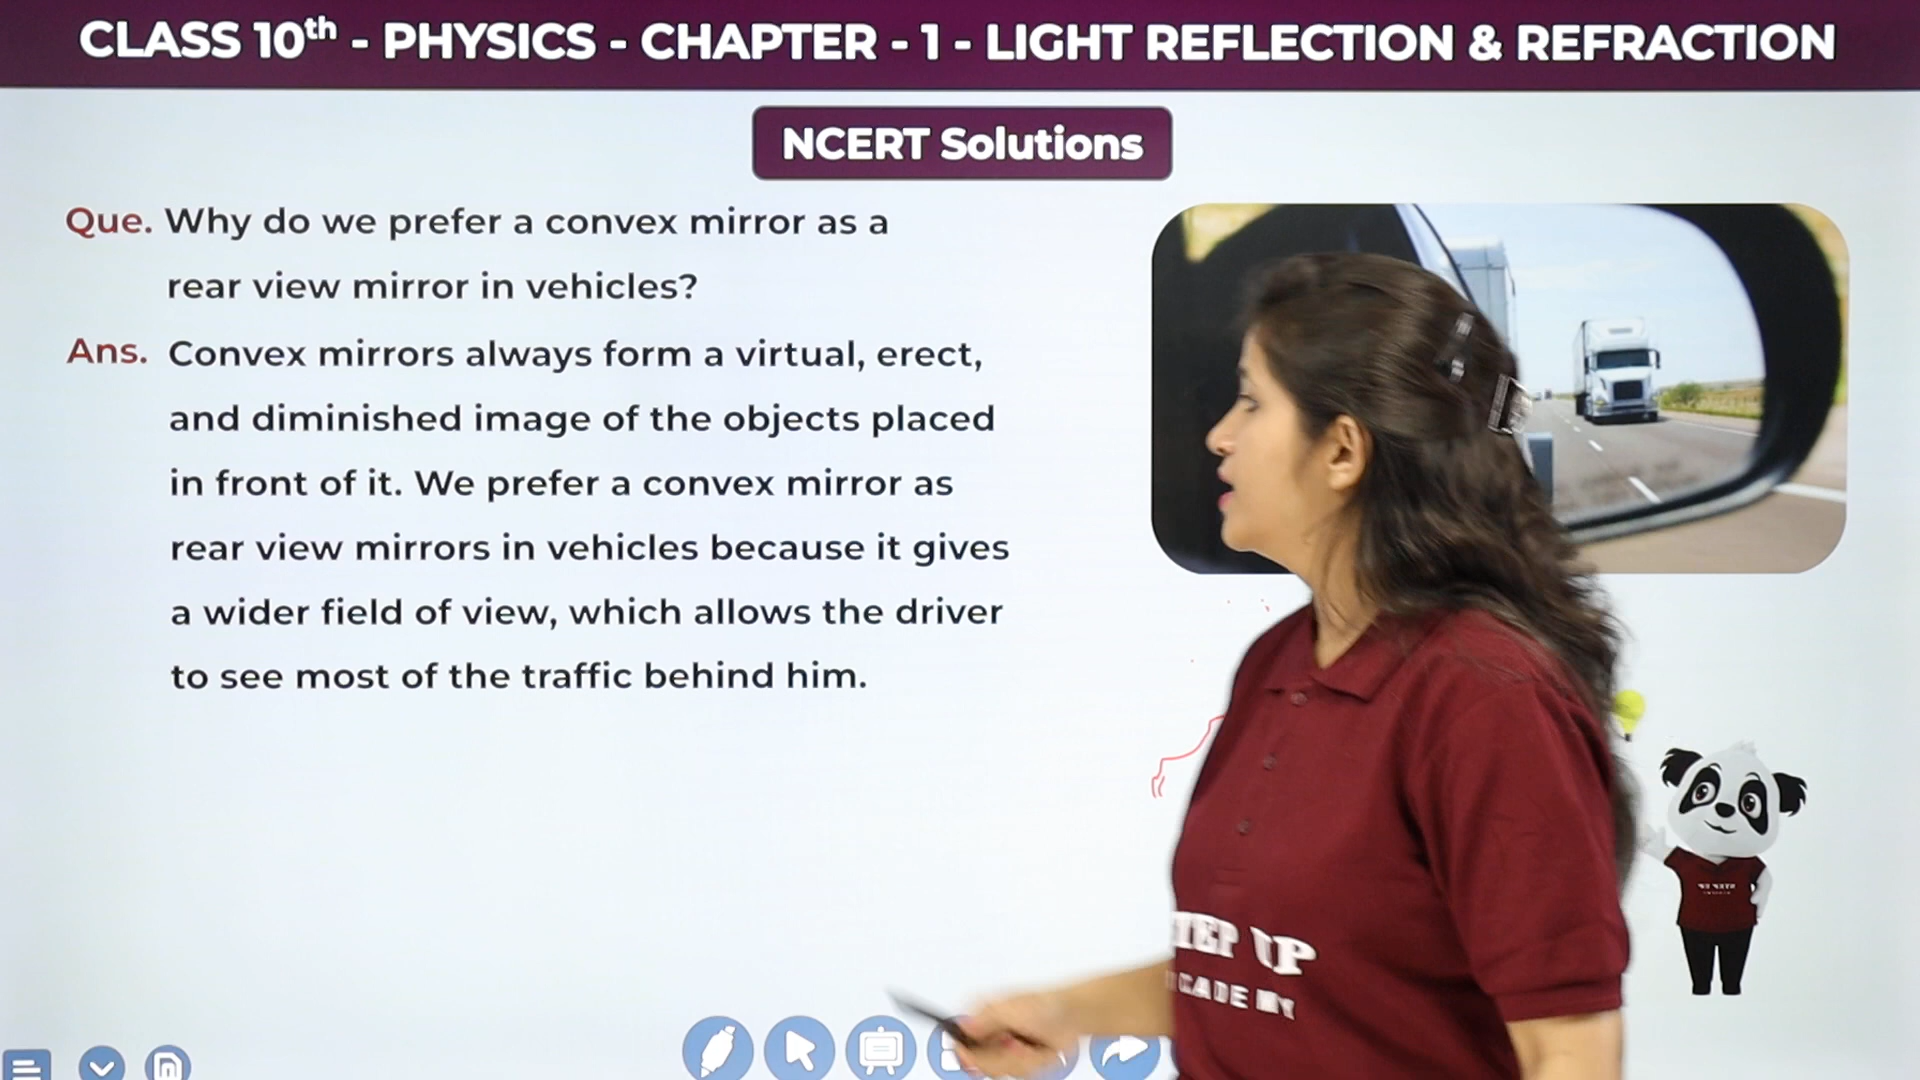 CLASS 10th - PHYSICS - CHAPTER - 1 - LIGHT REFLECTION & REFRACTION
NCERT Solutions
Que. Why do we prefer a convex mirror as a
rear view mirror in vehicles?
Ans. Convex mirrors always form a virtual, erect,
and diminished image of the objects placed
in front of it. We prefer a convex mirror as
rear view mirrors in vehicles because it gives
a wider field of view, which allows the driver
to see most of the traffic behind him.
TEP UP
CADEMY